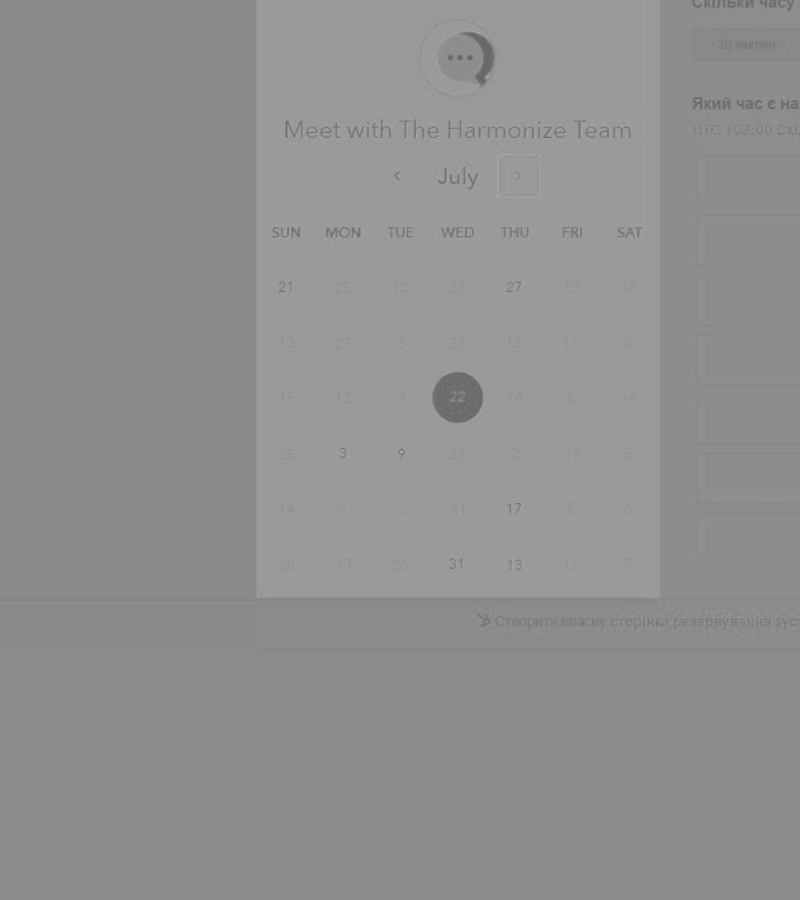 Скільки часу
30 хвилин
Meet with The Harmonize Team
Який час є на
UTC +03:00 Схі
July
SUN MON TUE WED THU FRI SAT
21 25 12 28 27 13 16
13 27 3 28 12 11 8
15 12 3 22 14 6 14
25 3 9 28 2 17 5
14 5 2 31 17 5 6
28 13 26 31 13 12 5
Створити власну сторінка резервування зуст